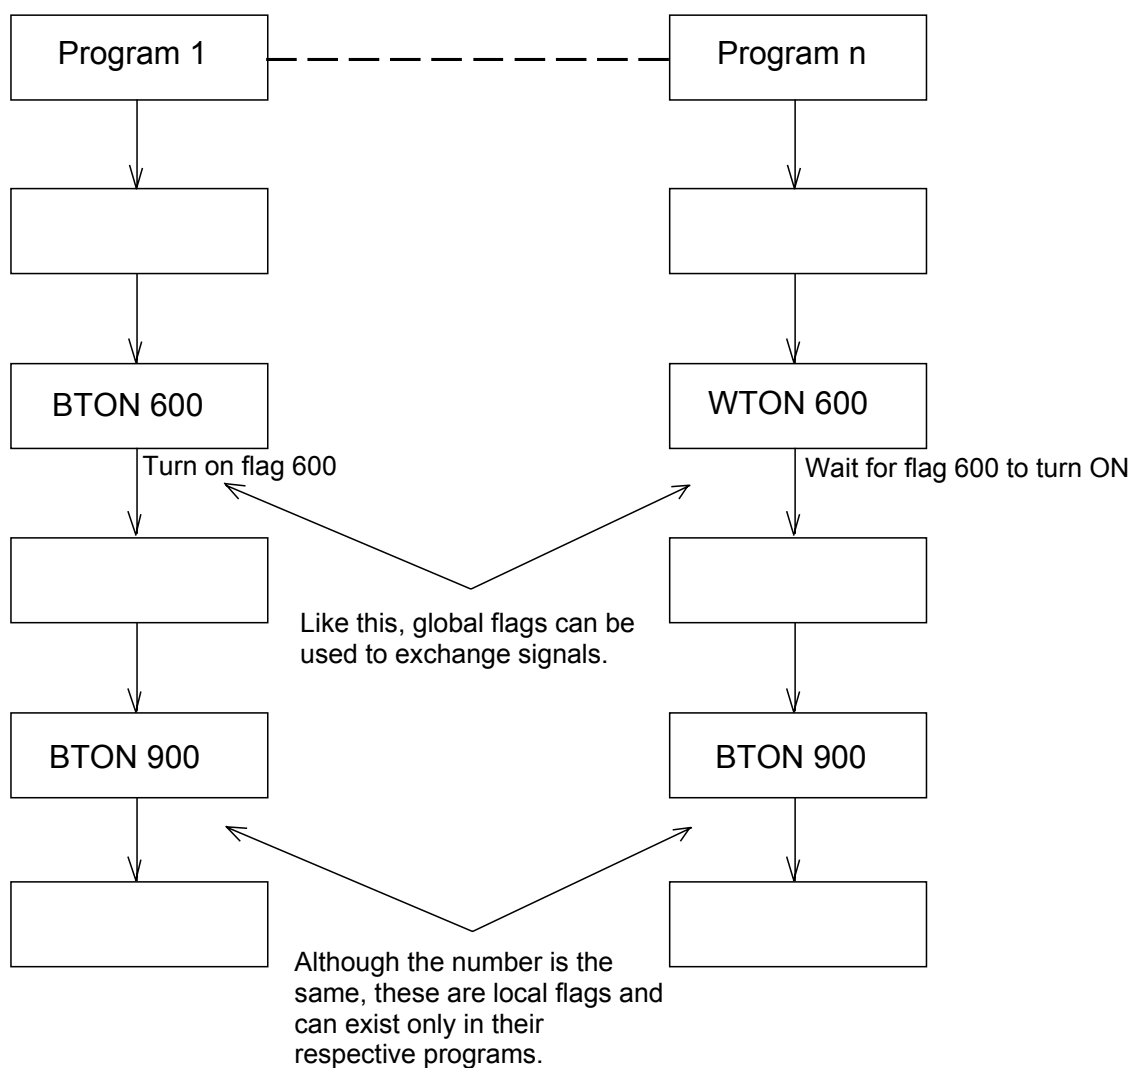 Program 1
Program n
BTON 600
WTON 600
Turn on flag 600
Wait for flag 600 to turn ON
Like this, global flags can be
used to exchange signals.
BTON 900
BTON 900
Although the number is the
same, these are local flags and
can exist only in their
respective programs.